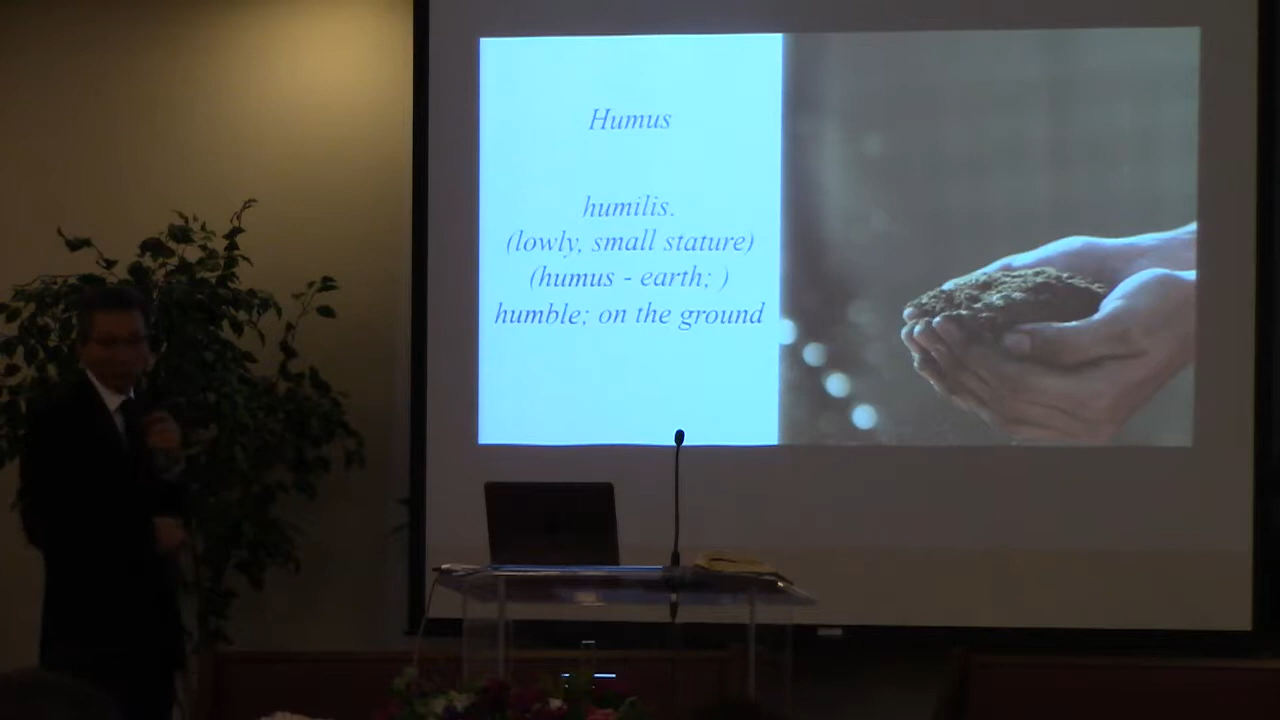 Humus
humilis.
(lowly, small stature)
(humus - earth; )
humble; on the ground